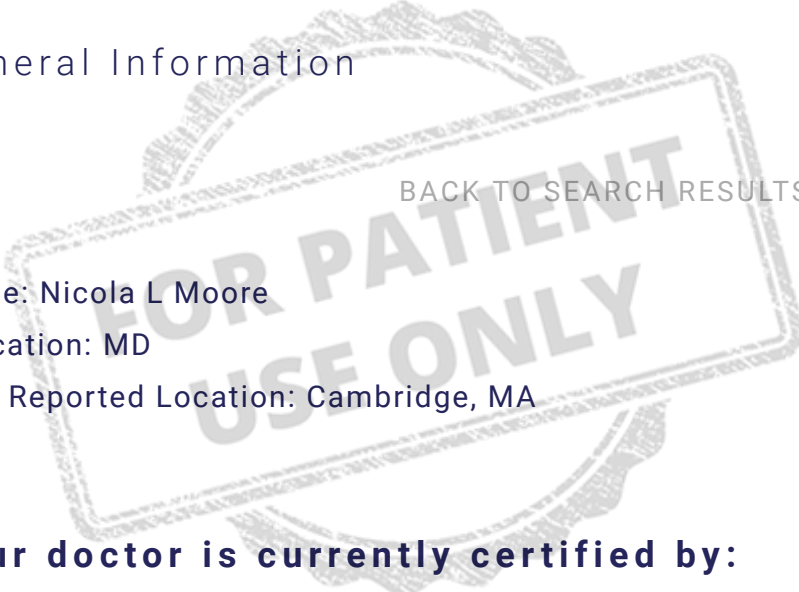 neral Information
BACK TO SEARCH RESULTS
e: Nicola L Moore
cation: MD
Reported Location: Cambridge, MA
FOR PATIENT
USE ONLY
ur doctor is currently certified by: